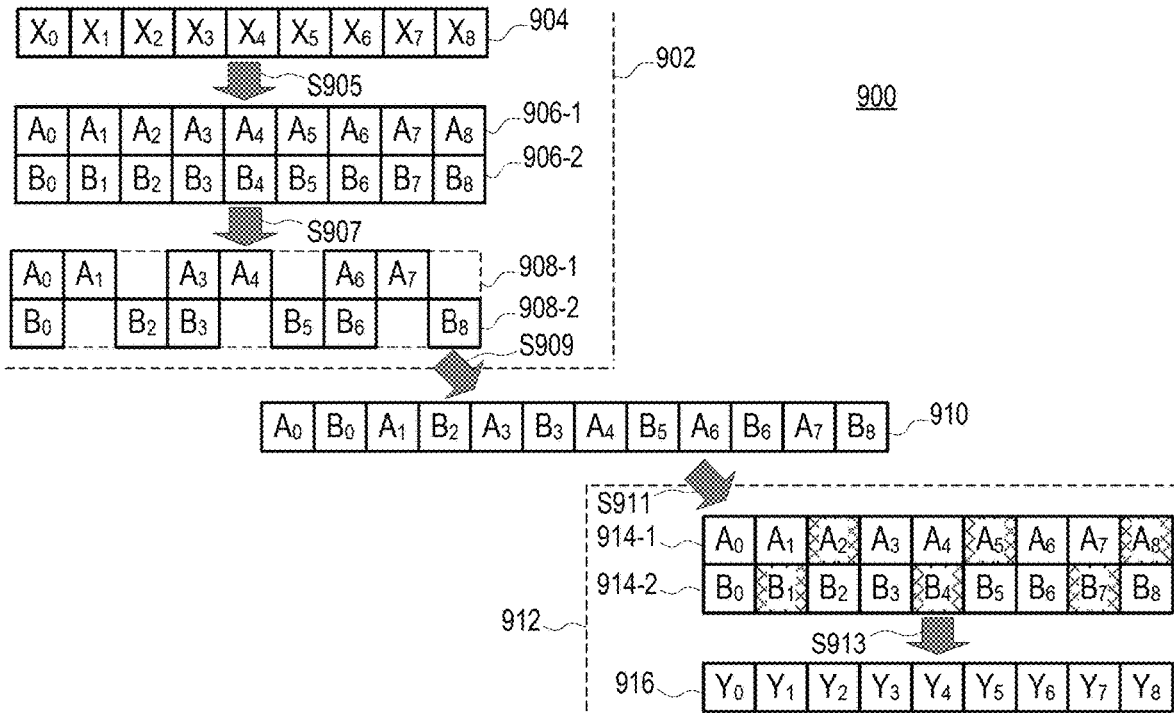 X₀ X₁ X₂ X₃ X₄ X₅ X₆ X₇ X₈ 904
S905 902
900
A₀ A₁ A₂ A₃ A₄ A₅ A₆ A₇ A₈ 906-1
B₀ B₁ B₂ B₃ B₄ B₅ B₆ B₇ B₈ 906-2
S907
A₀ A₁ A₃ A₄ A₆ A₇ 908-1
B₀ B₂ B₃ B₅ B₆ B₈ 908-2
S909
A₀ B₀ A₁ B₂ A₃ B₃ A₄ B₅ A₆ B₆ A₇ B₈ 910
S911
914-1 A₀ A₁ A₂ A₃ A₄ A₅ A₆ A₇ A₈
914-2 B₀ B₁ B₂ B₃ B₄ B�5 B₆ B₇ B₈
912 S913
916 Y₀ Y₁ Y₂ Y₃ Y₄ Y₅ Y₆ Y₇ Y₈